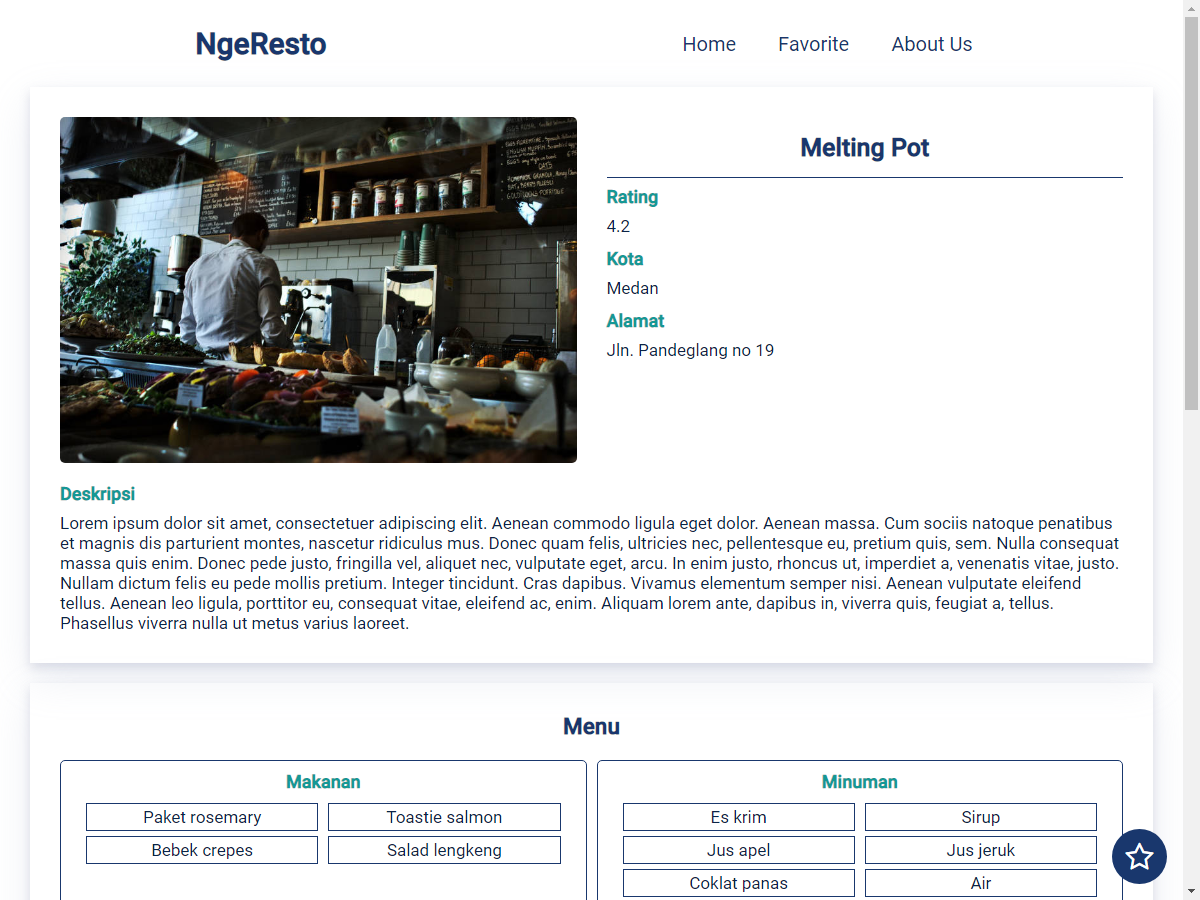 NgeResto
Home
Favorite
About Us
Melting Pot
Rating
4.2
Kota
Medan
Alamat
Jln. Pandeglang no 19
Deskripsi
Lorem ipsum dolor sit amet, consectetuer adipiscing elit. Aenean commodo ligula eget dolor. Aenean massa. Cum sociis natoque penatibus
et magnis dis parturient montes, nascetur ridiculus mus. Donec quam felis, ultricies nec, pellentesque eu, pretium quis, sem. Nulla consequat
massa quis enim. Donec pede justo, fringilla vel, aliquet nec, vulputate eget, arcu. In enim justo, rhoncus ut, imperdiet a, venenatis vitae, justo.
Nullam dictum felis eu pede mollis pretium. Integer tincidunt. Cras dapibus. Vivamus elementum semper nisi. Aenean vulputate eleifend
tellus. Aenean leo ligula, porttitor eu, consequat vitae, eleifend ac, enim. Aliquam lorem ante, dapibus in, viverra quis, feugiat a, tellus.
Phasellus viverra nulla ut metus varius laoreet.
Menu
Makanan
Paket rosemary
Toastie salmon
Bebek crepes
Salad lengkeng
Minuman
Es krim
Sirup
Jus apel
Jus jeruk
Coklat panas
Air